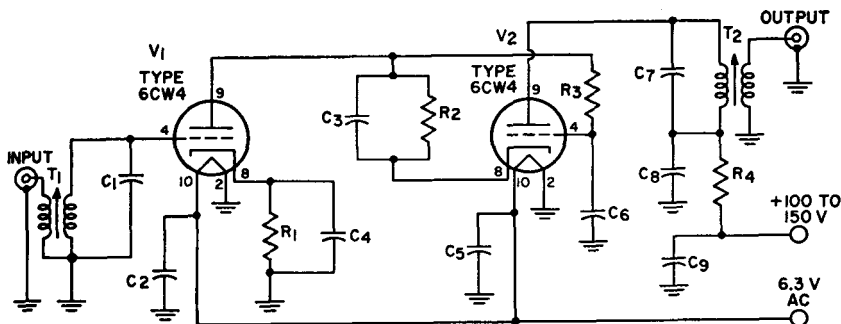 OUTPUT
V1
TYPE
6CW4
9
4
10
2
8
INPUT
T1
C1
C2
R1
C4
C3
R2
V2
TYPE
6CW4
9
4
8
10
2
R3
C5
C6
C7
T2
C8
R4
+100 TO
150 V
C9
6.3 V
AC